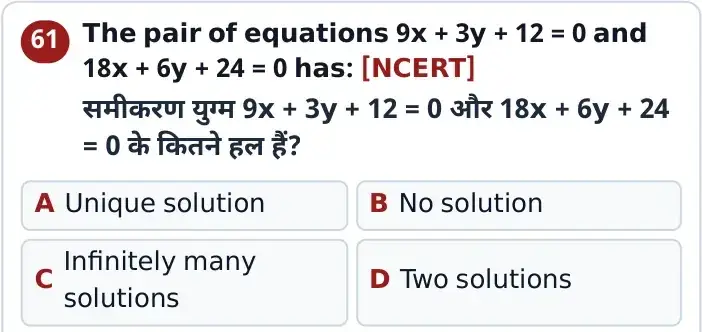 61 The pair of equations 9x + 3y + 12 = 0 and
18x + 6y + 24 = 0 has: [NCERT]
समीकरण युग्म 9x + 3y + 12 = 0 और 18x + 6y + 24
= 0 के कितने हल हैं?
A Unique solution
B No solution
C Infinitely many
solutions
D Two solutions